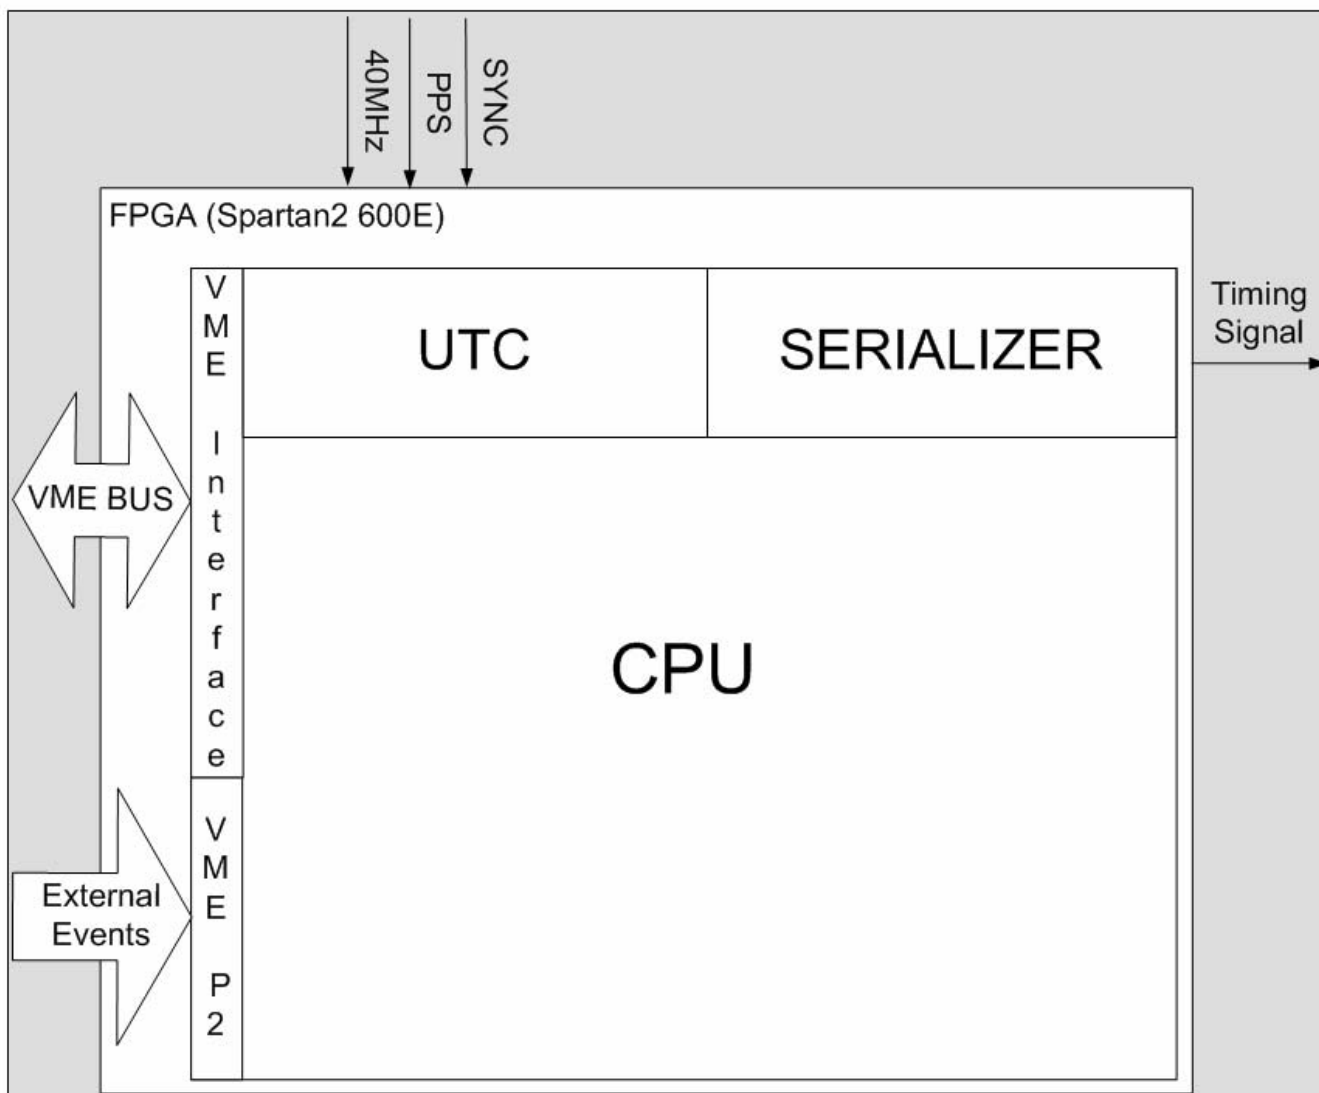 40MHz
PPS
SYNC
FPGA (Spartan2 600E)
VME Interface
UTC
SERIALIZER
Timing
Signal
VME BUS
CPU
External
Events
VME P2